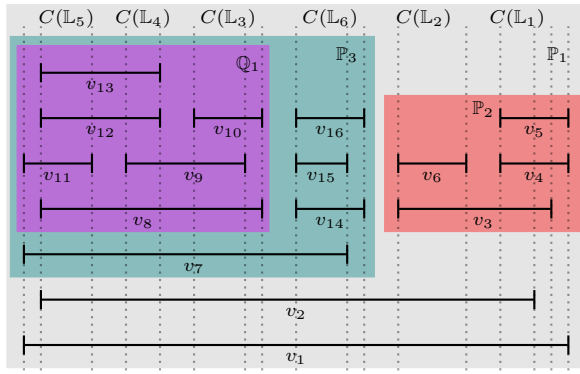 C(𝕃₅) C(𝕃₄) C(𝕃₃) C(𝕃₆) C(𝕃₂) C(𝕃₁)
ℚ₁ ℙ₃ ℙ₁
v₁₃
ℙ₂
v₁₂ v₁₀ v₁₆ v₅
v₁₁ v₉ v₁₅ v₆ v₄
v₈ v₁₄ v₃
v₇
v₂
v₁